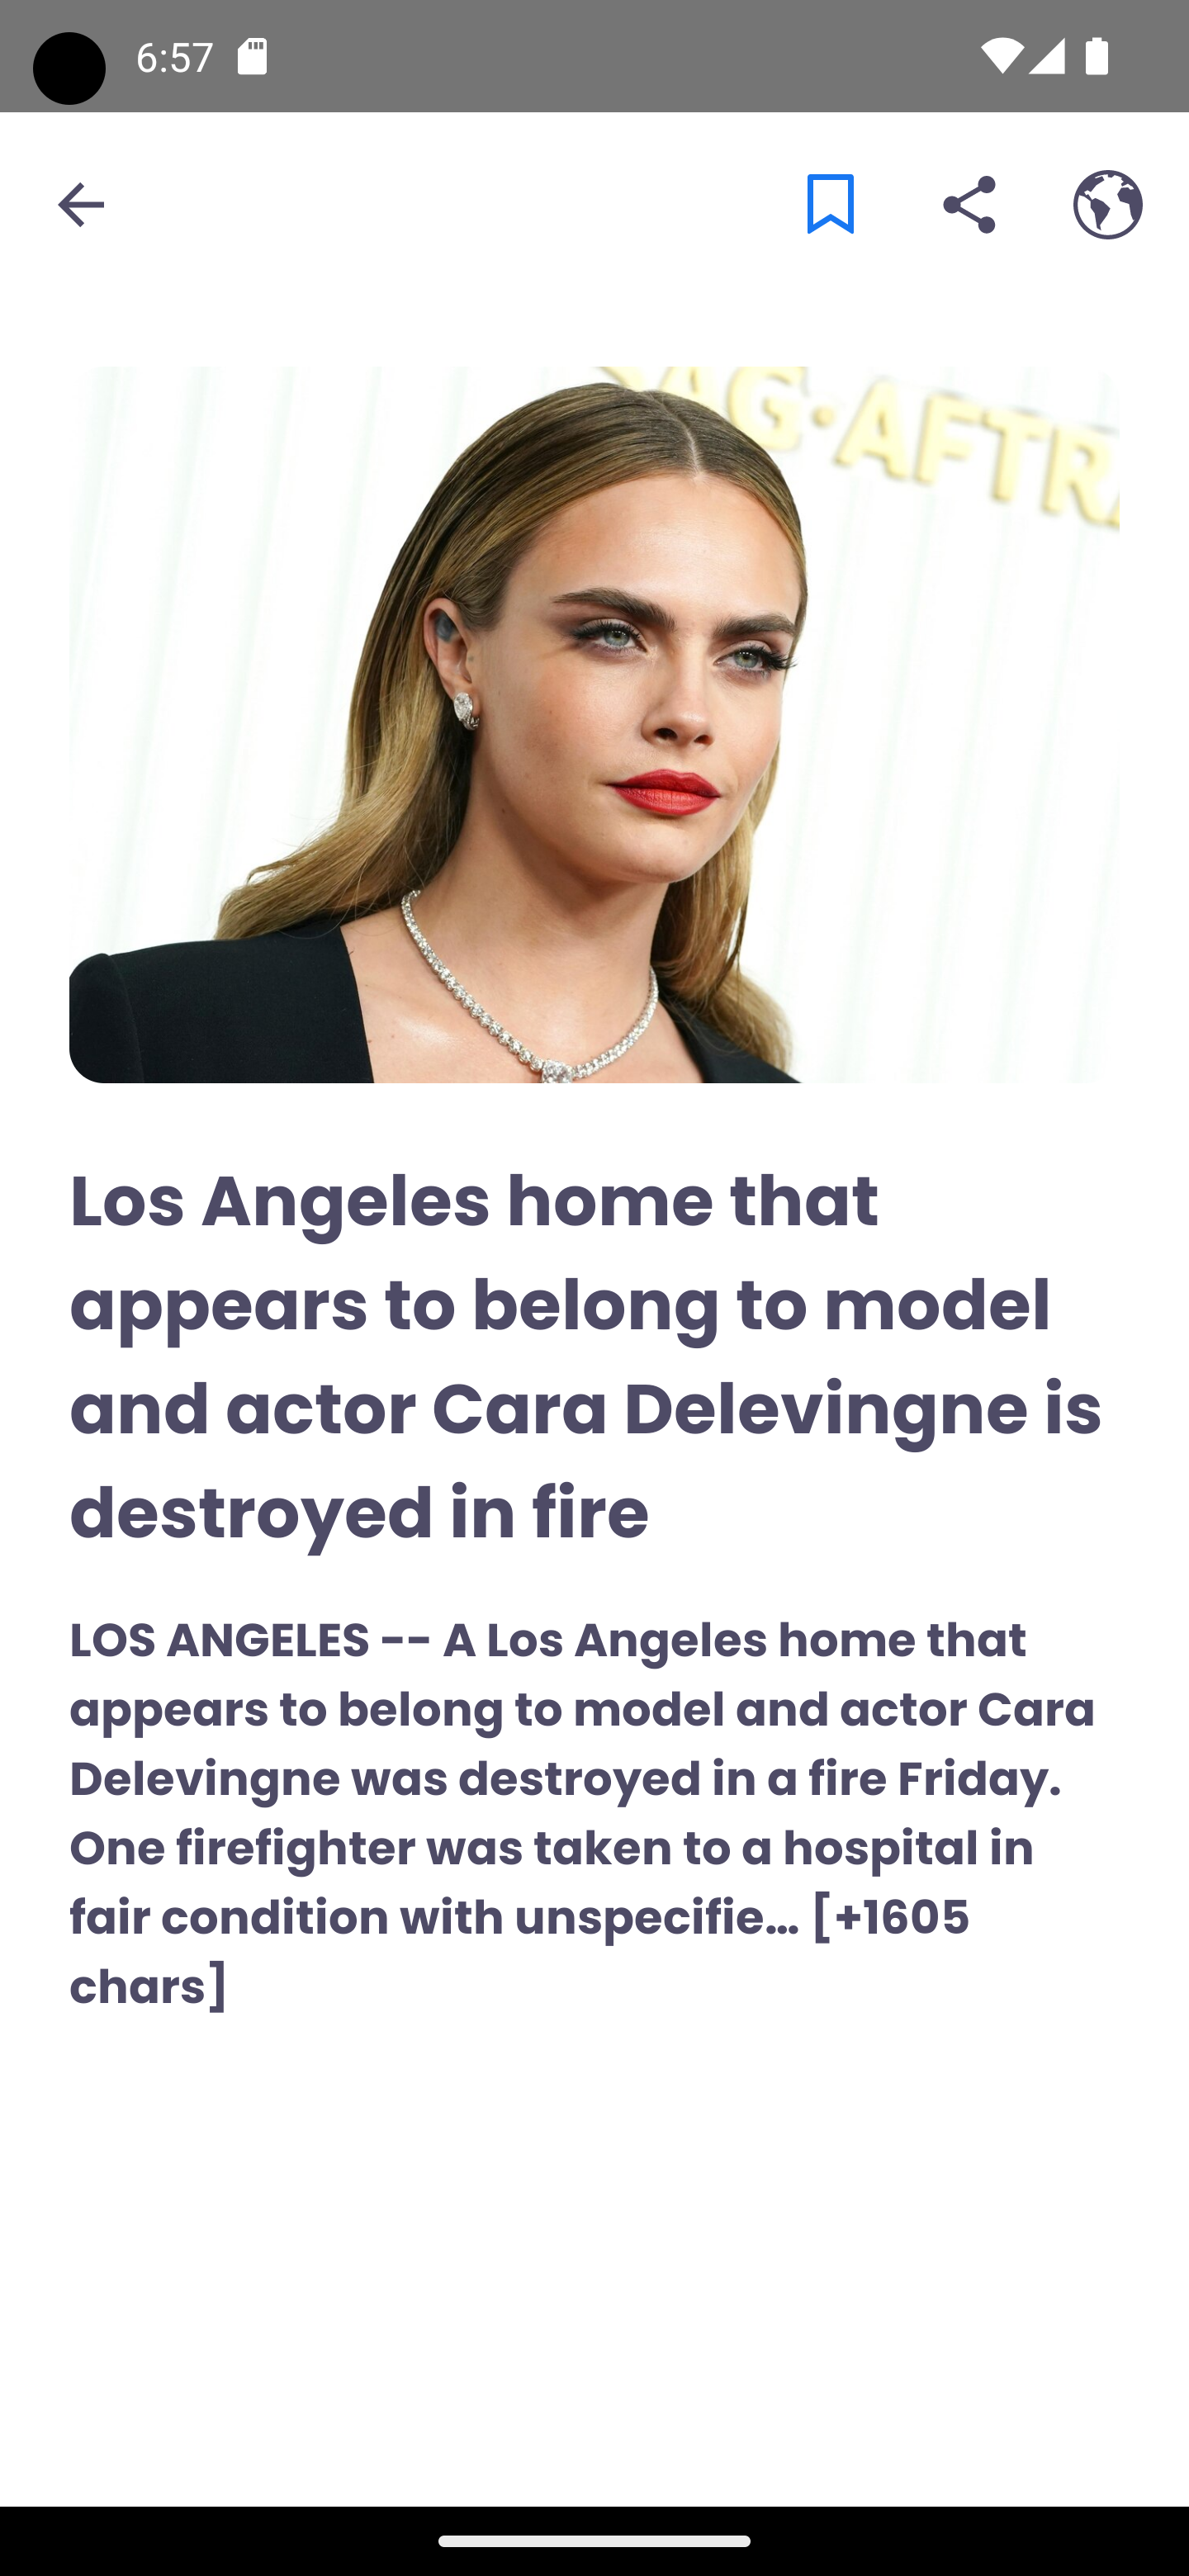 6:57
AG·AFTRA
Los Angeles home that
appears to belong to model
and actor Cara Delevingne is
destroyed in fire
LOS ANGELES -- A Los Angeles home that
appears to belong to model and actor Cara
Delevingne was destroyed in a fire Friday.
One firefighter was taken to a hospital in
fair condition with unspecifie... [+1605
chars]